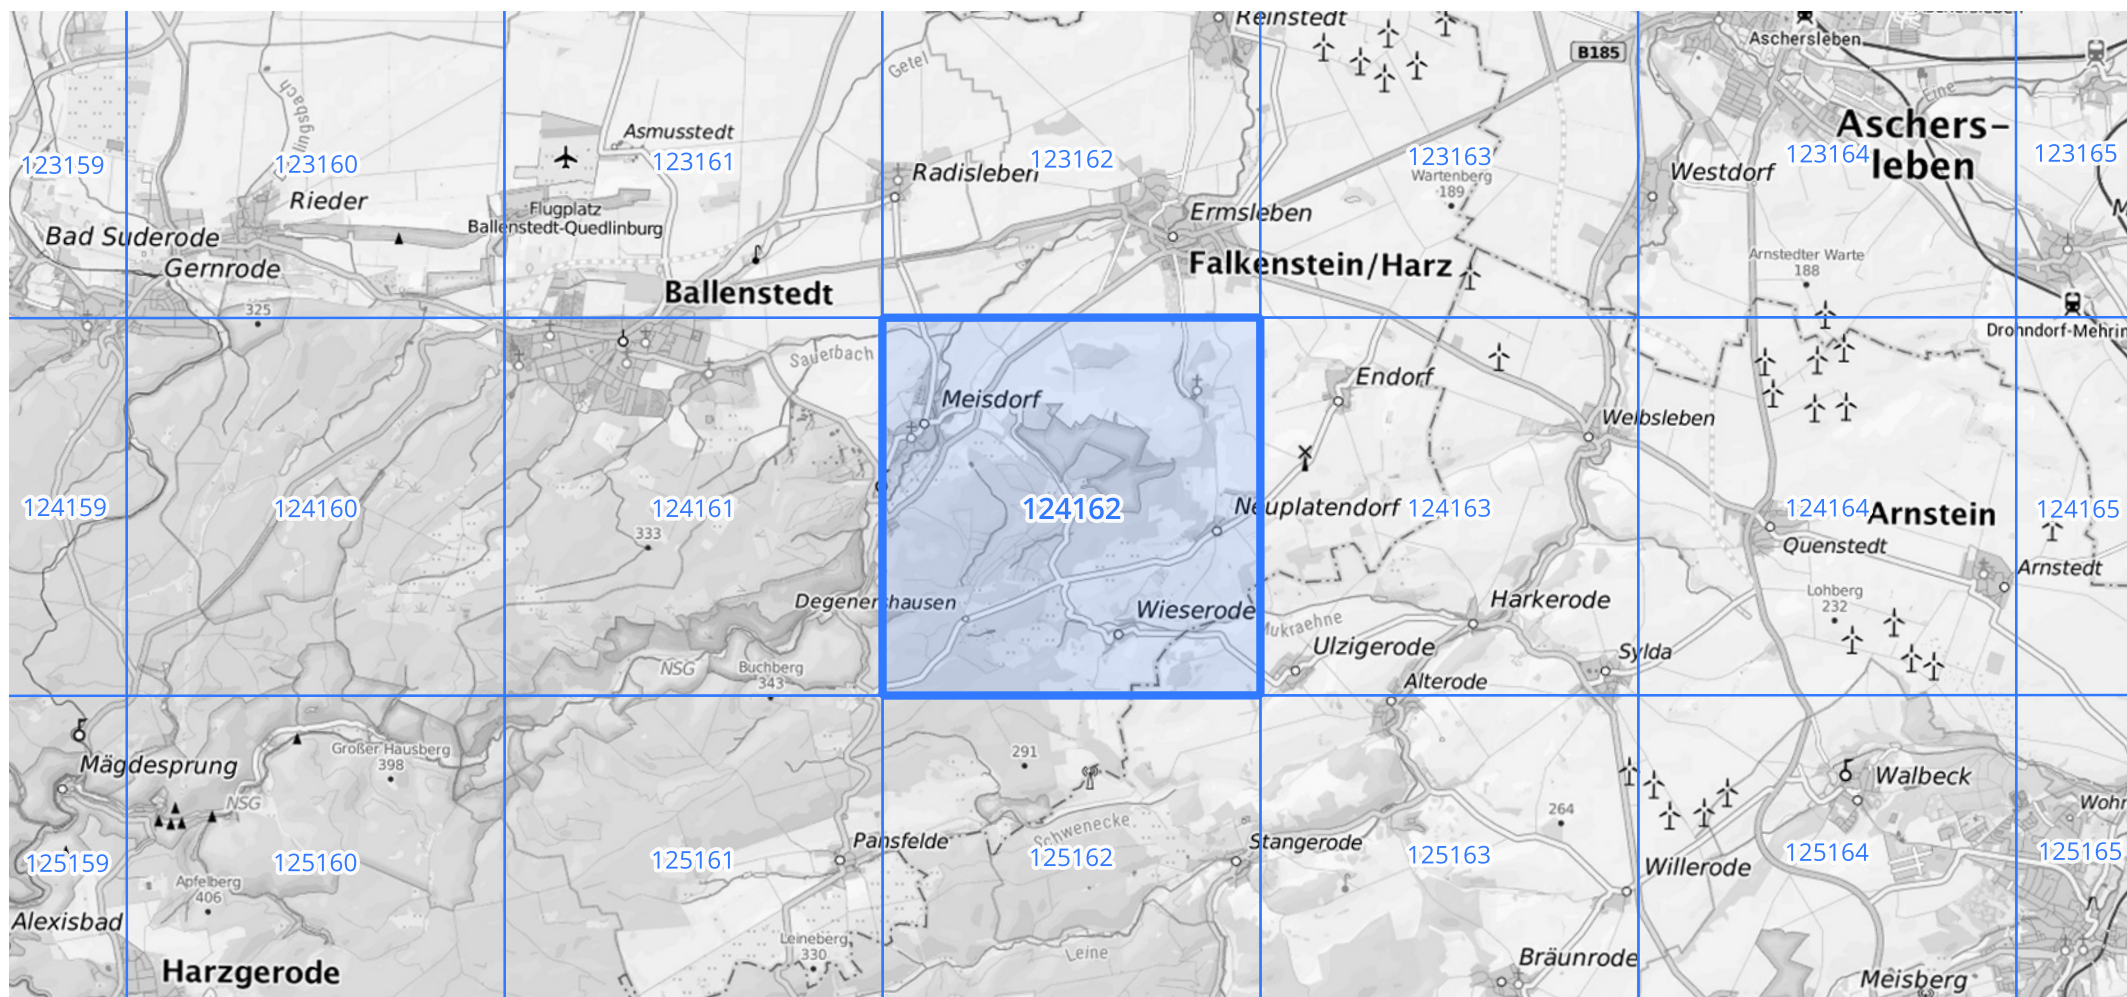 Reinstedt
B185
Aschersleben
Getel
Eine
Asmusstedt
Aschers-
leben
123159
123160
123161
123162
123163
123164
123165
Radisleben
Wartenberg
189
Westdorf
Rieder
Flugplatz
Ballenstedt-Quedlinburg
Ermsleben
Bad Suderode
Gernrode
Falkenstein/Harz
Arnstedter Warte
188
Ballenstedt
325
Drohndorf-Mehrin
Sauerbach
Meisdorf
Endorf
Welbsleben
124159
124160
124161
124162
Neuplatendorf
124163
124164
Arnstein
124165
333
Quenstedt
Arnstedt
Degenershausen
Wieserode
Harkerode
Lohberg
232
Mukraehne
Ulzigerode
Sylda
NSG
Buchberg
343
Alterode
Großer Hausberg
398
291
Mägdesprung
Walbeck
NSG
264
Wohr
Schwenecke
Pansfelde
Stangerode
125159
125160
125161
125162
125163
125164
125165
Willerode
Apfelberg
406
Alexisbad
Leineberg
330
Leine
Bräunrode
Harzgerode
Meisberg